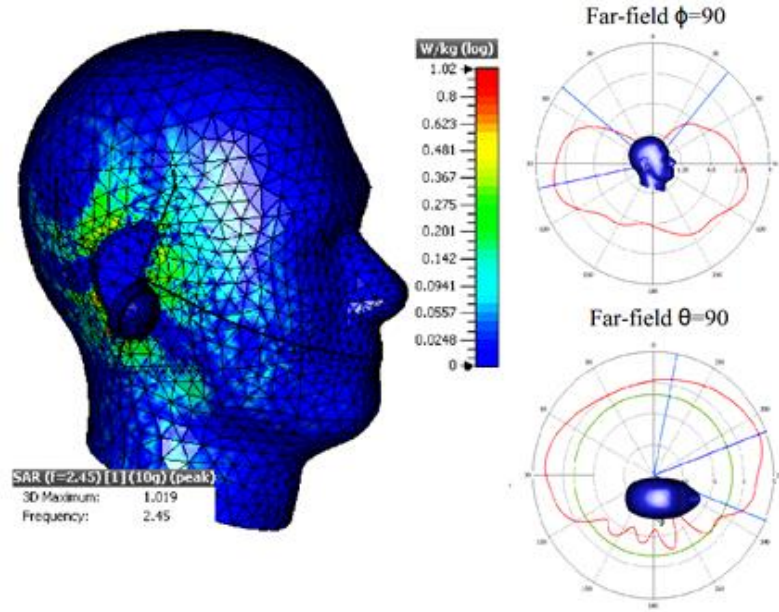 Far-field ϕ=90
W/kg (log)
1.02
0.8
0.623
0.481
0.367
0.275
0.201
0.142
0.0941
0.0557
0.0248
0
Far-field θ=90
SAR (f=2.45) [1] (10g) (peak)
3D Maximum: 1.019
Frequency: 2.45